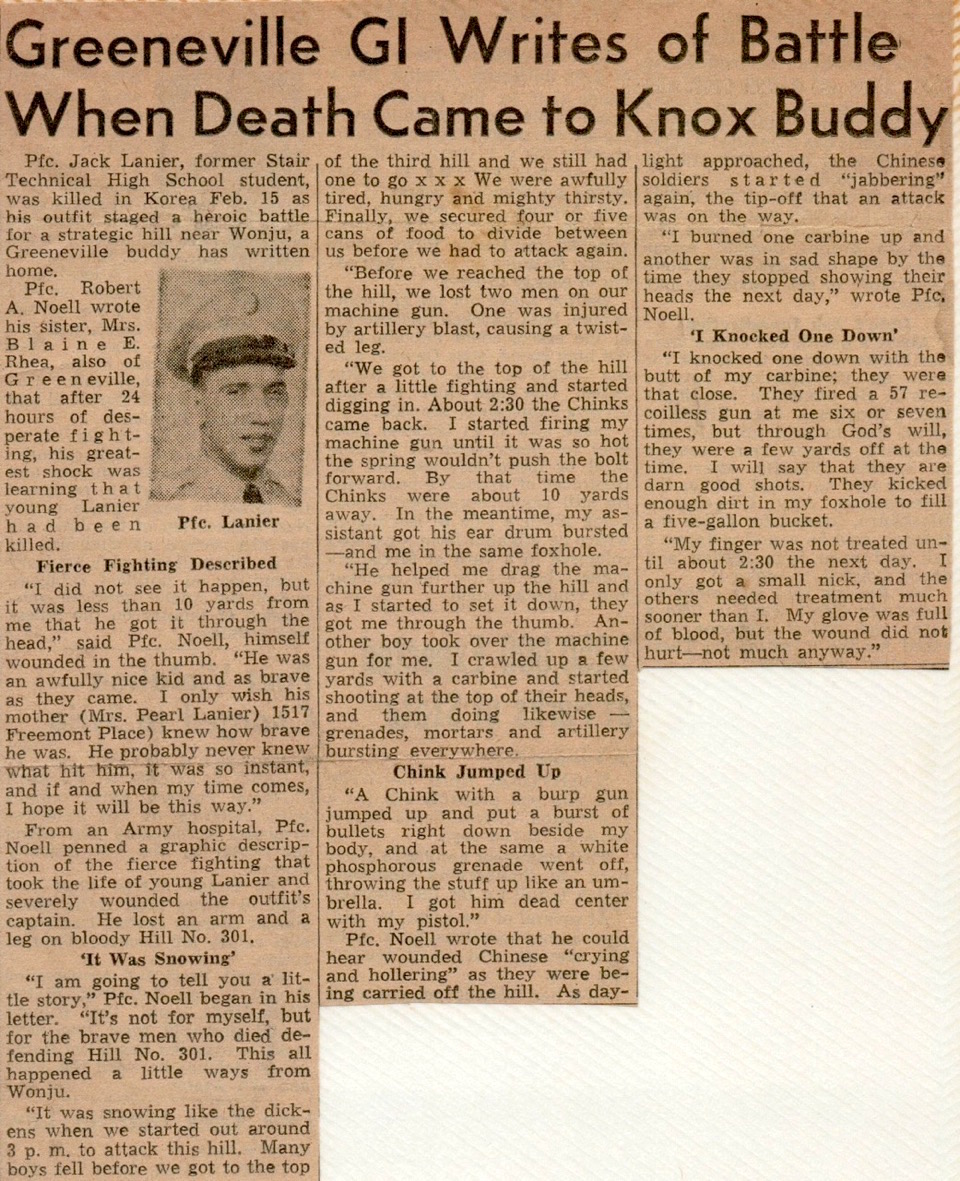 Greeneville GI Writes of Battle
When Death Came to Knox Buddy
Pfc. Jack Lanier, former Stair
Technical High School student,
was killed in Korea Feb. 15 as
his outfit staged a heroic battle
for a strategic hill near Wonju, a
Greeneville buddy has written
home.
Pfc. Robert
A. Noell wrote
his sister, Mrs.
Blaine E.
Rhea, also of
Greeneville,
that after 24
hours of des-
perate fight-
ing, his great-
est shock was
learning that
young Lanier
had been
killed.
Pfc. Lanier
Fierce Fighting Described
"I did not see it happen, but
it was less than 10 yards from
me that he got it through the
head," said Pfc. Noell, himself
wounded in the thumb. "He was
an awfully nice kid and as brave
as they came. I only wish his
mother (Mrs. Pearl Lanier) 1517
Freemont Place) knew how brave
he was. He probably never knew
what hit him, it was so instant,
and if and when my time comes,
I hope it will be this way."
From an Army hospital, Pfc.
Noell penned a graphic descrip-
tion of the fierce fighting that
took the life of young Lanier and
severely wounded the outfit's
captain. He lost an arm and a
leg on bloody Hill No. 301.
'It Was Snowing'
"I am going to tell you a lit-
tle story," Pfc. Noell began in his
letter. "It's not for myself, but
for the brave men who died de-
fending Hill No. 301. This all
happened a little ways from
Wonju.
"It was snowing like the dick-
ens when we started out around
3 p. m. to attack this hill. Many
boys fell before we got to the top
of the third hill and we still had
one to go x x x We were awfully
tired, hungry and mighty thirsty.
Finally, we secured four or five
cans of food to divide between
us before we had to attack again.
"Before we reached the top of
the hill, we lost two men on our
machine gun. One was injured
by artillery blast, causing a twist-
ed leg.
"We got to the top of the hill
after a little fighting and started
digging in. About 2:30 the Chinks
came back. I started firing my
machine gun until it was so hot
the spring wouldn't push the bolt
forward. By that time the
Chinks were about 10 yards
away. In the meantime, my as-
sistant got his ear drum bursted
—and me in the same foxhole.
"He helped me drag the ma-
chine gun further up the hill and
as I started to set it down, they
got me through the thumb. An-
other boy took over the machine
gun for me. I crawled up a few
yards with a carbine and started
shooting at the top of their heads,
and them doing likewise —
grenades, mortars and artillery
bursting everywhere.
Chink Jumped Up
"A Chink with a burp gun
jumped up and put a burst of
bullets right down beside my
body, and at the same a white
phosphorous grenade went off,
throwing the stuff up like an um-
brella. I got him dead center
with my pistol."
Pfc. Noell wrote that he could
hear wounded Chinese "crying
and hollering" as they were be-
ing carried off the hill. As day-
light approached, the Chinese
soldiers started "jabbering"
again, the tip-off that an attack
was on the way.
"I burned one carbine up and
another was in sad shape by the
time they stopped showing their
heads the next day," wrote Pfc.
Noell.
'I Knocked One Down'
"I knocked one down with the
butt of my carbine; they were
that close. They fired a 57 re-
coilless gun at me six or seven
times, but through God's will,
they were a few yards off at the
time. I will say that they are
darn good shots. They kicked
enough dirt in my foxhole to fill
a five-gallon bucket.
"My finger was not treated un-
til about 2:30 the next day. I
only got a small nick, and the
others needed treatment much
sooner than I. My glove was full
of blood, but the wound did not
hurt—not much anyway."